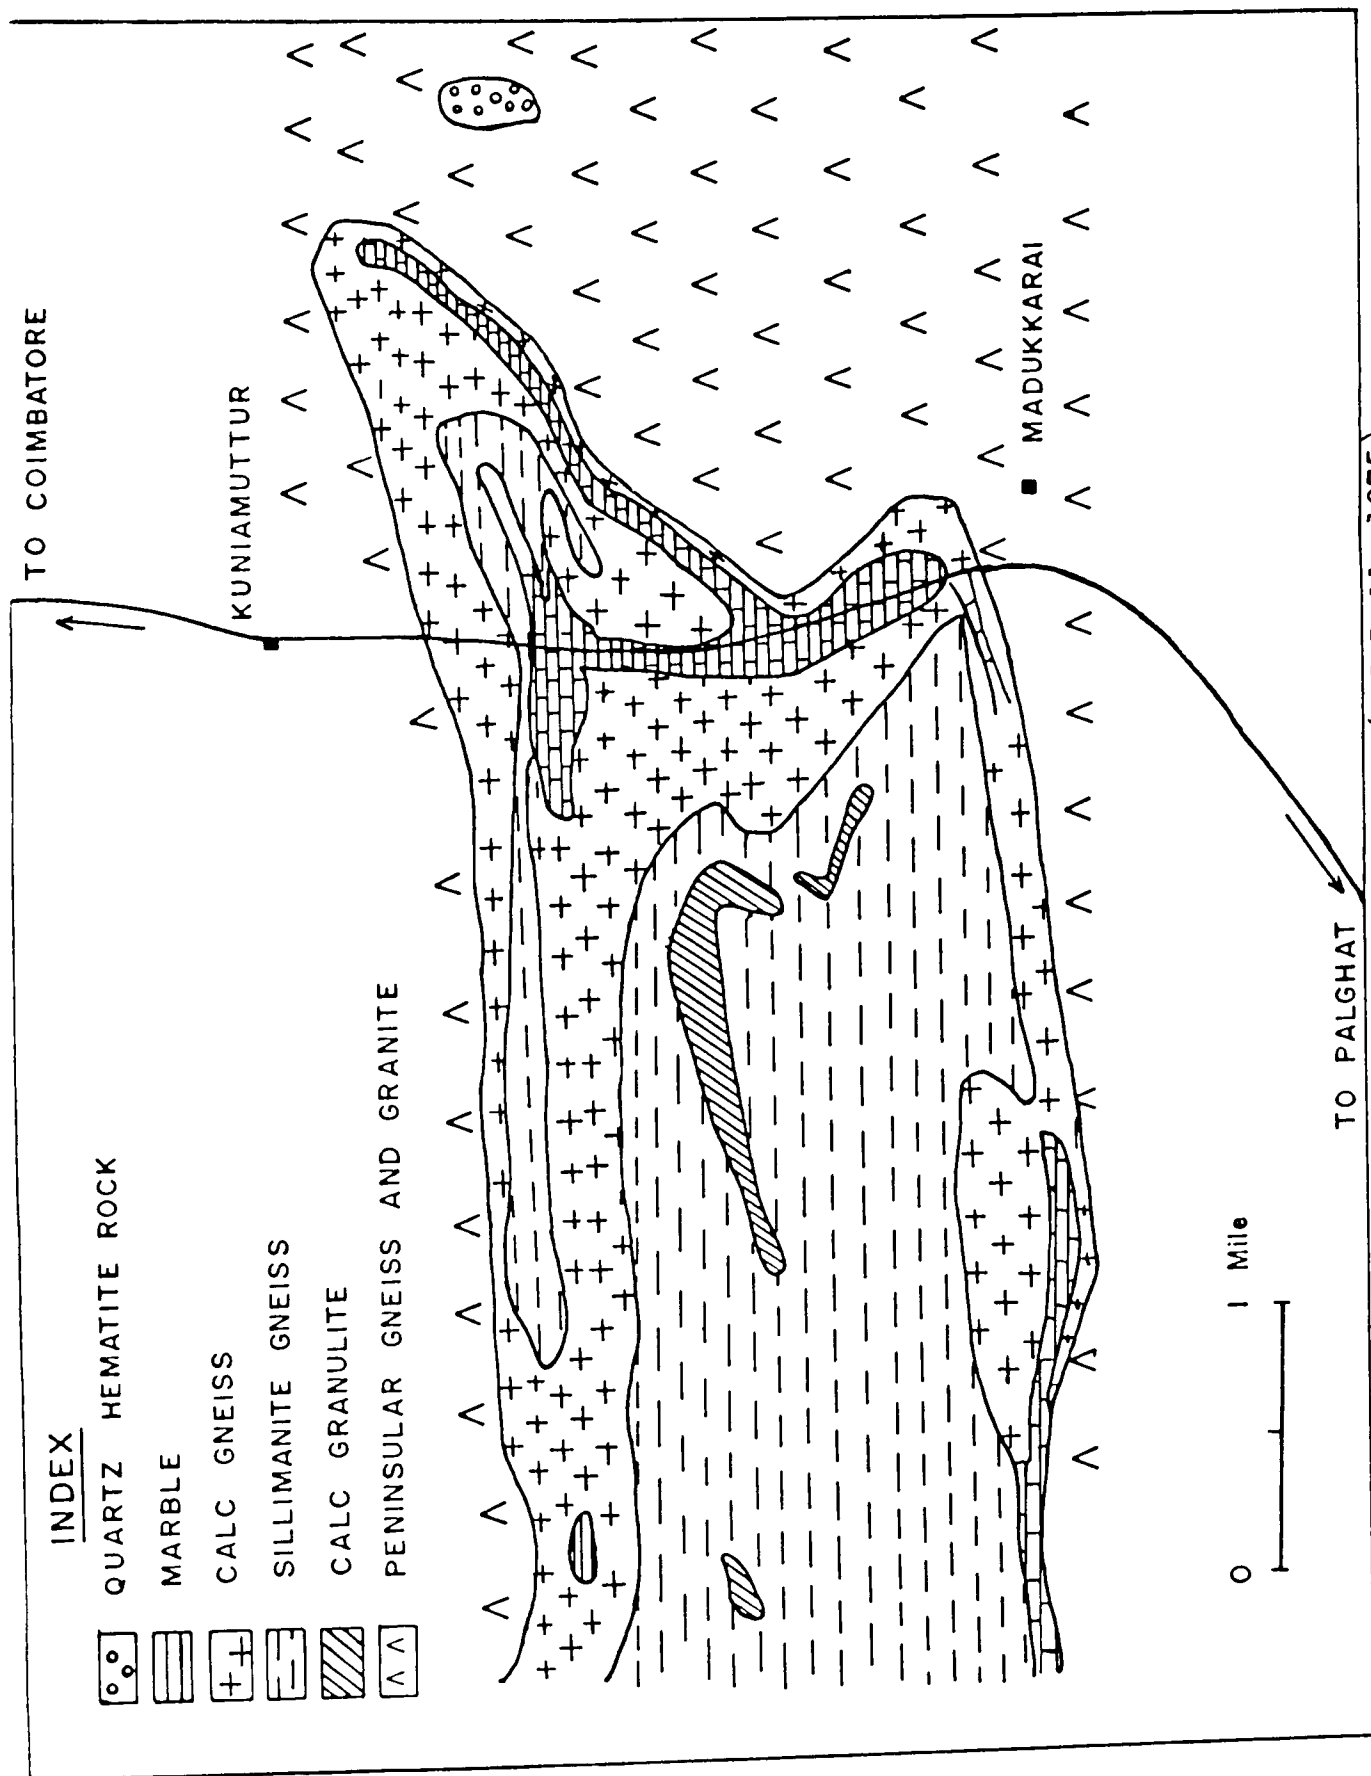 INDEX
QUARTZ HEMATITE ROCK
MARBLE
CALC GNEISS
SILLIMANITE GNEISS
CALC GRANULITE
PENINSULAR GNEISS AND GRANITE
TO COIMBATORE
KUNIAMUTTUR
MADUKKARAI
TO PALGHAT
0 1 Mile